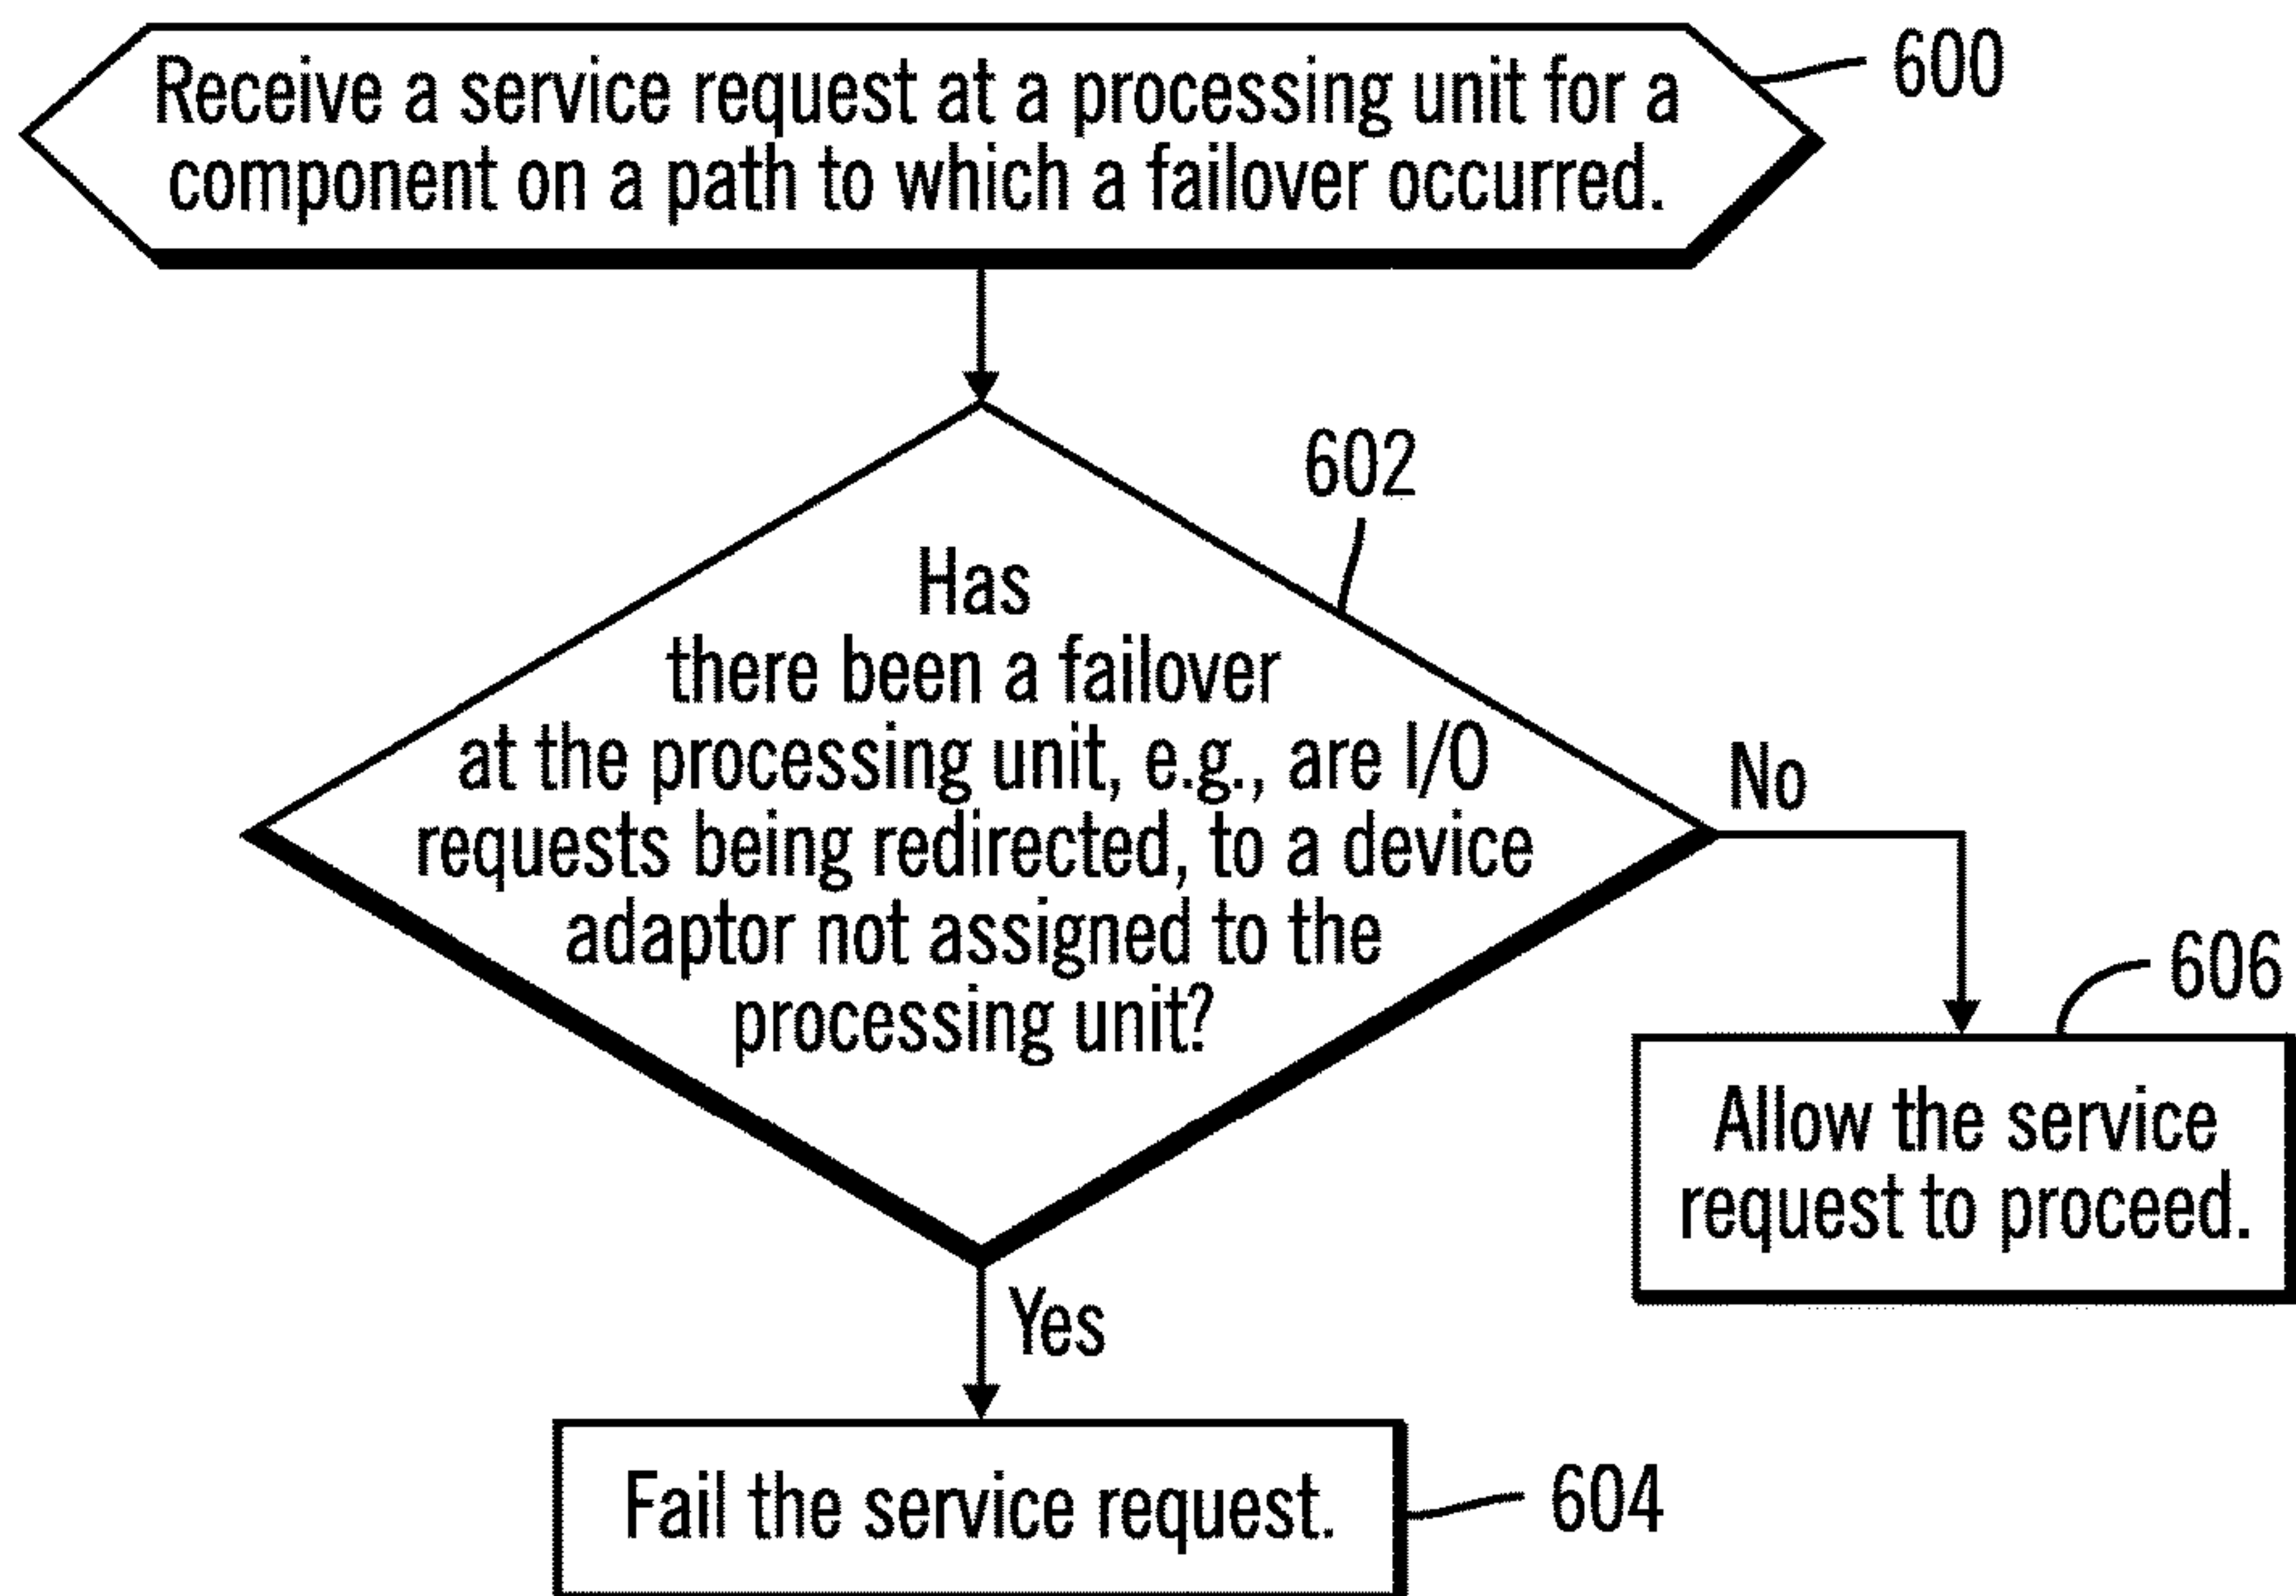 Receive a service request at a processing unit for a
component on a path to which a failover occurred.
600
602
Has
there been a failover
at the processing unit, e.g., are I/O
requests being redirected, to a device
adaptor not assigned to the
processing unit?
No
606
Allow the service
request to proceed.
Yes
Fail the service request.
604